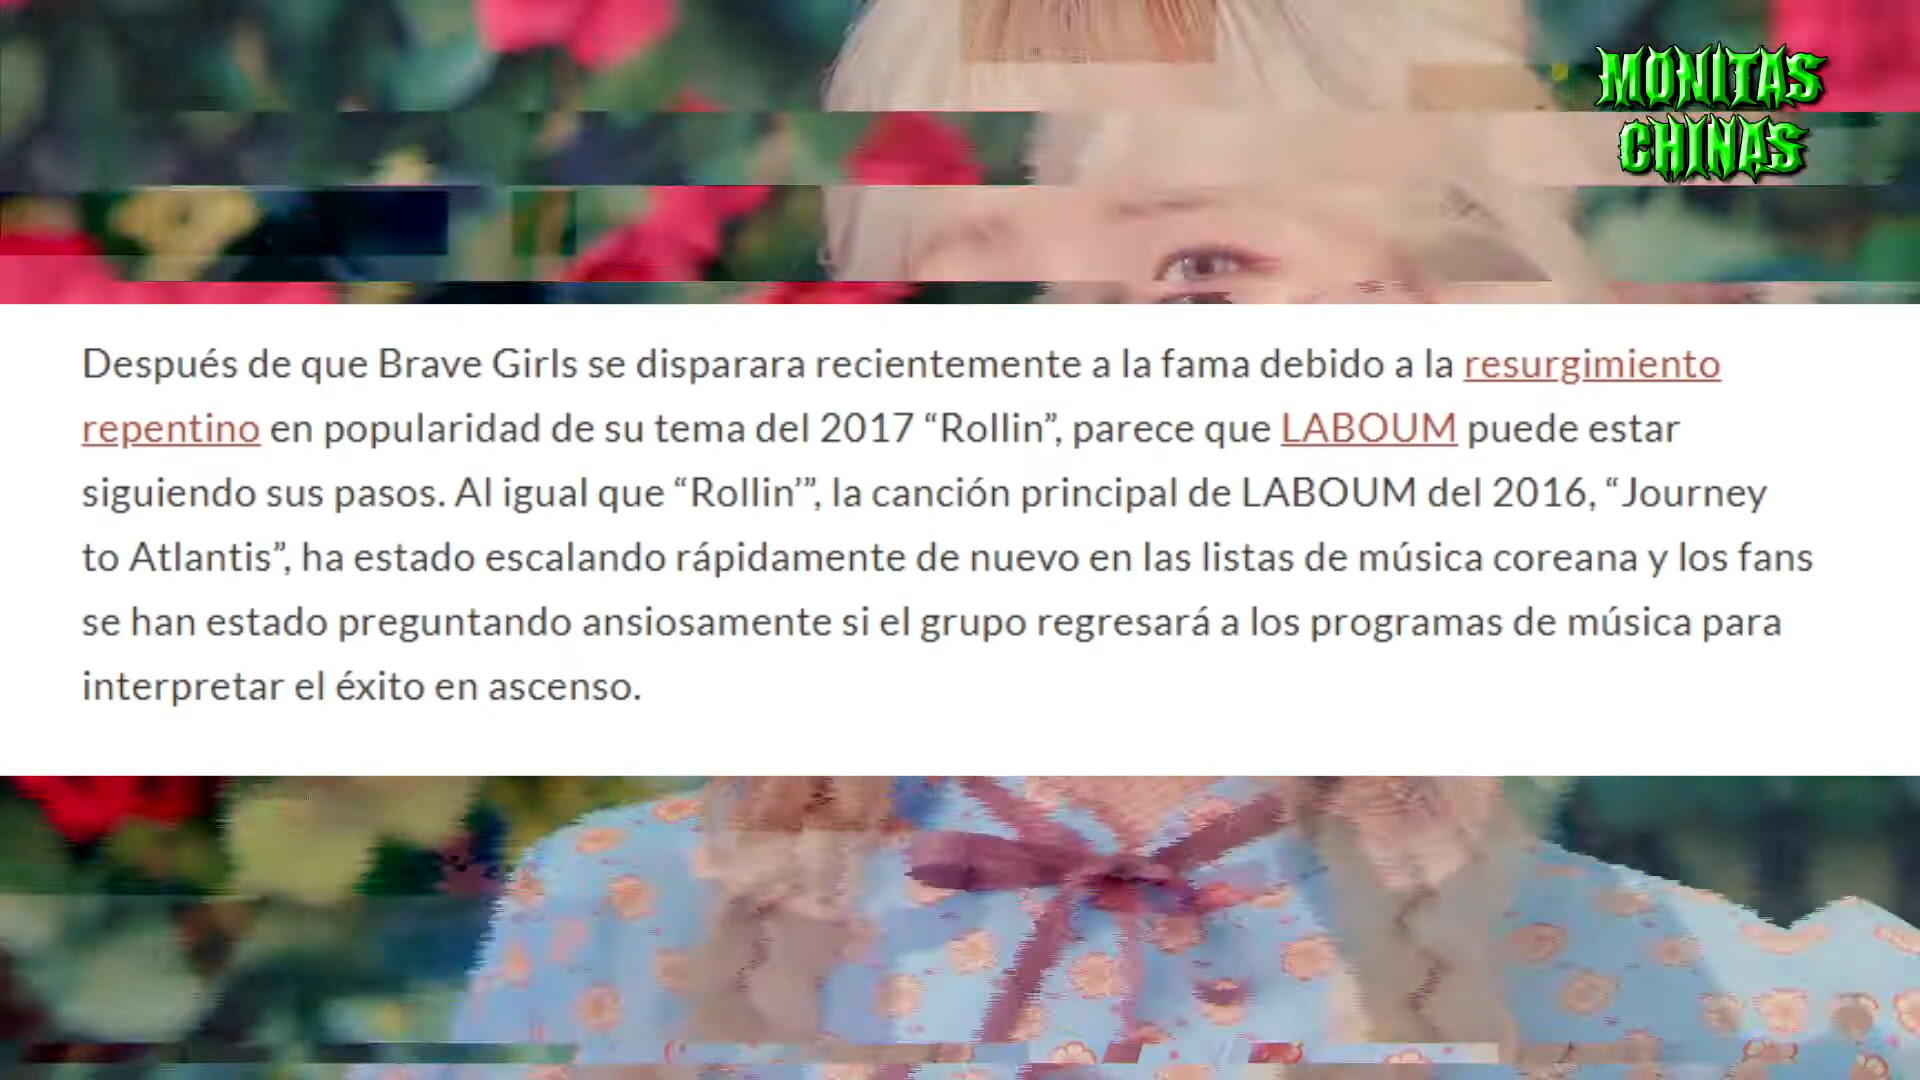 MONITAS
CHINAS
Después de que Brave Girls se disparara recientemente a la fama debido a la resurgimiento
repentino en popularidad de su tema del 2017 “Rollin”, parece que LABOUM puede estar
siguiendo sus pasos. Al igual que “Rollin’”, la canción principal de LABOUM del 2016, “Journey
to Atlantis”, ha estado escalando rápidamente de nuevo en las listas de música coreana y los fans
se han estado preguntando ansiosamente si el grupo regresará a los programas de música para
interpretar el éxito en ascenso.